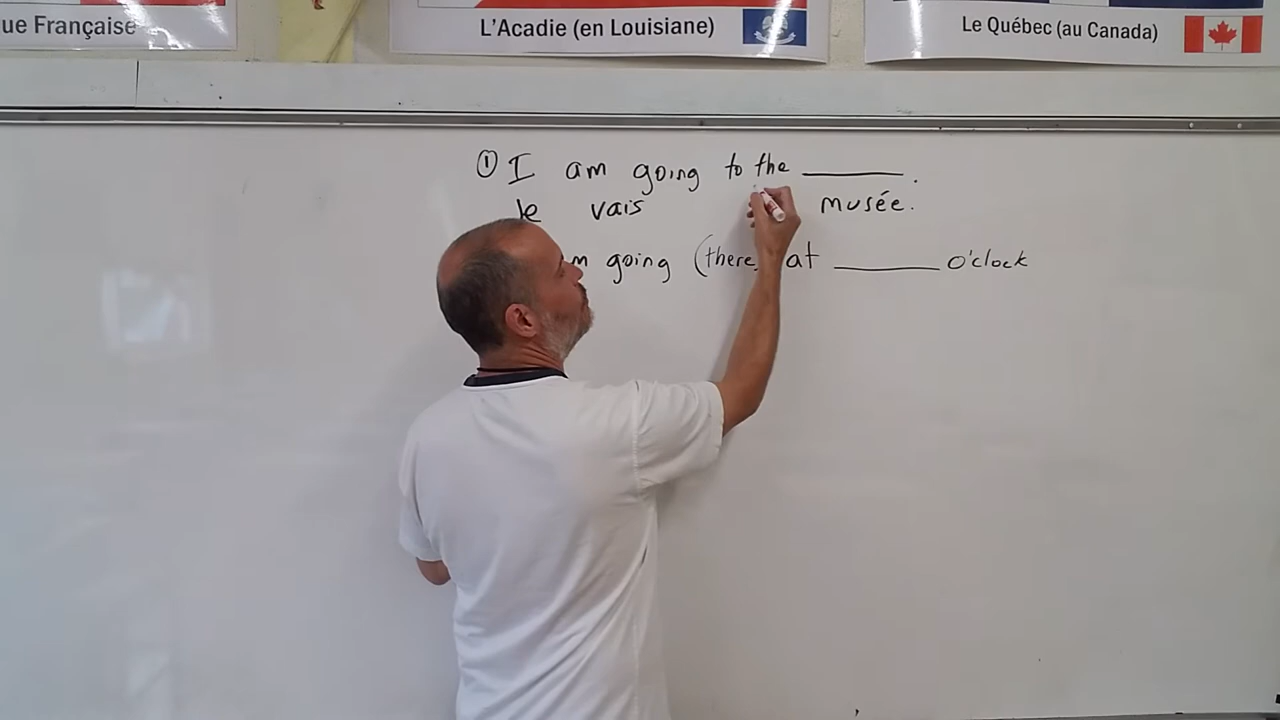 ue Française
L'Acadie (en Louisiane)
Le Québec (au Canada)
① I am going to the ______.
Je vais musée.
going (there) at ______ o'clock